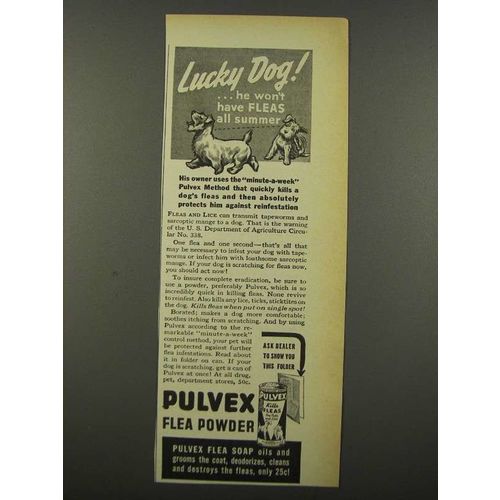 Lucky Dog!
...he won't
have FLEAS
all summer
His owner uses the "minute-a-week"
Pulvex Method that quickly kills a
dog's fleas and then absolutely
protects him against reinfestation
FLEAS AND LICE can transmit tapeworms and
sarcoptic mange to a dog. That is the warning
of the U. S. Department of Agriculture Circu-
lar No. 338.
One flea and one second—that's all that
may be necessary to infest your dog with tape-
worms or infect him with loathsome sarcoptic
mange. If your dog is scratching for fleas now,
you should act now!
To insure complete eradication, be sure to
use a powder, preferably Pulvex, which is so
incredibly quick in killing fleas. None revive
to reinfest. Also kills any lice, ticks, sticktites on
the dog. Kills fleas when put on single spot!
Borated; makes a dog more comfortable;
soothes itching from scratching. And by using
Pulvex according to the re-
markable "minute-a-week"
control method, your pet will
be protected against further
flea infestations. Read about
it in folder on can. If your
dog is scratching, get a can of
Pulvex at once! At all drug,
pet, department stores, 50c.
ASK DEALER
TO SHOW YOU
THIS FOLDER
PULVEX
Kills
FLEAS
PULVEX
FLEA POWDER
PULVEX FLEA SOAP oils and
grooms the coat, deodorizes, cleans
and destroys the fleas, only 25c!